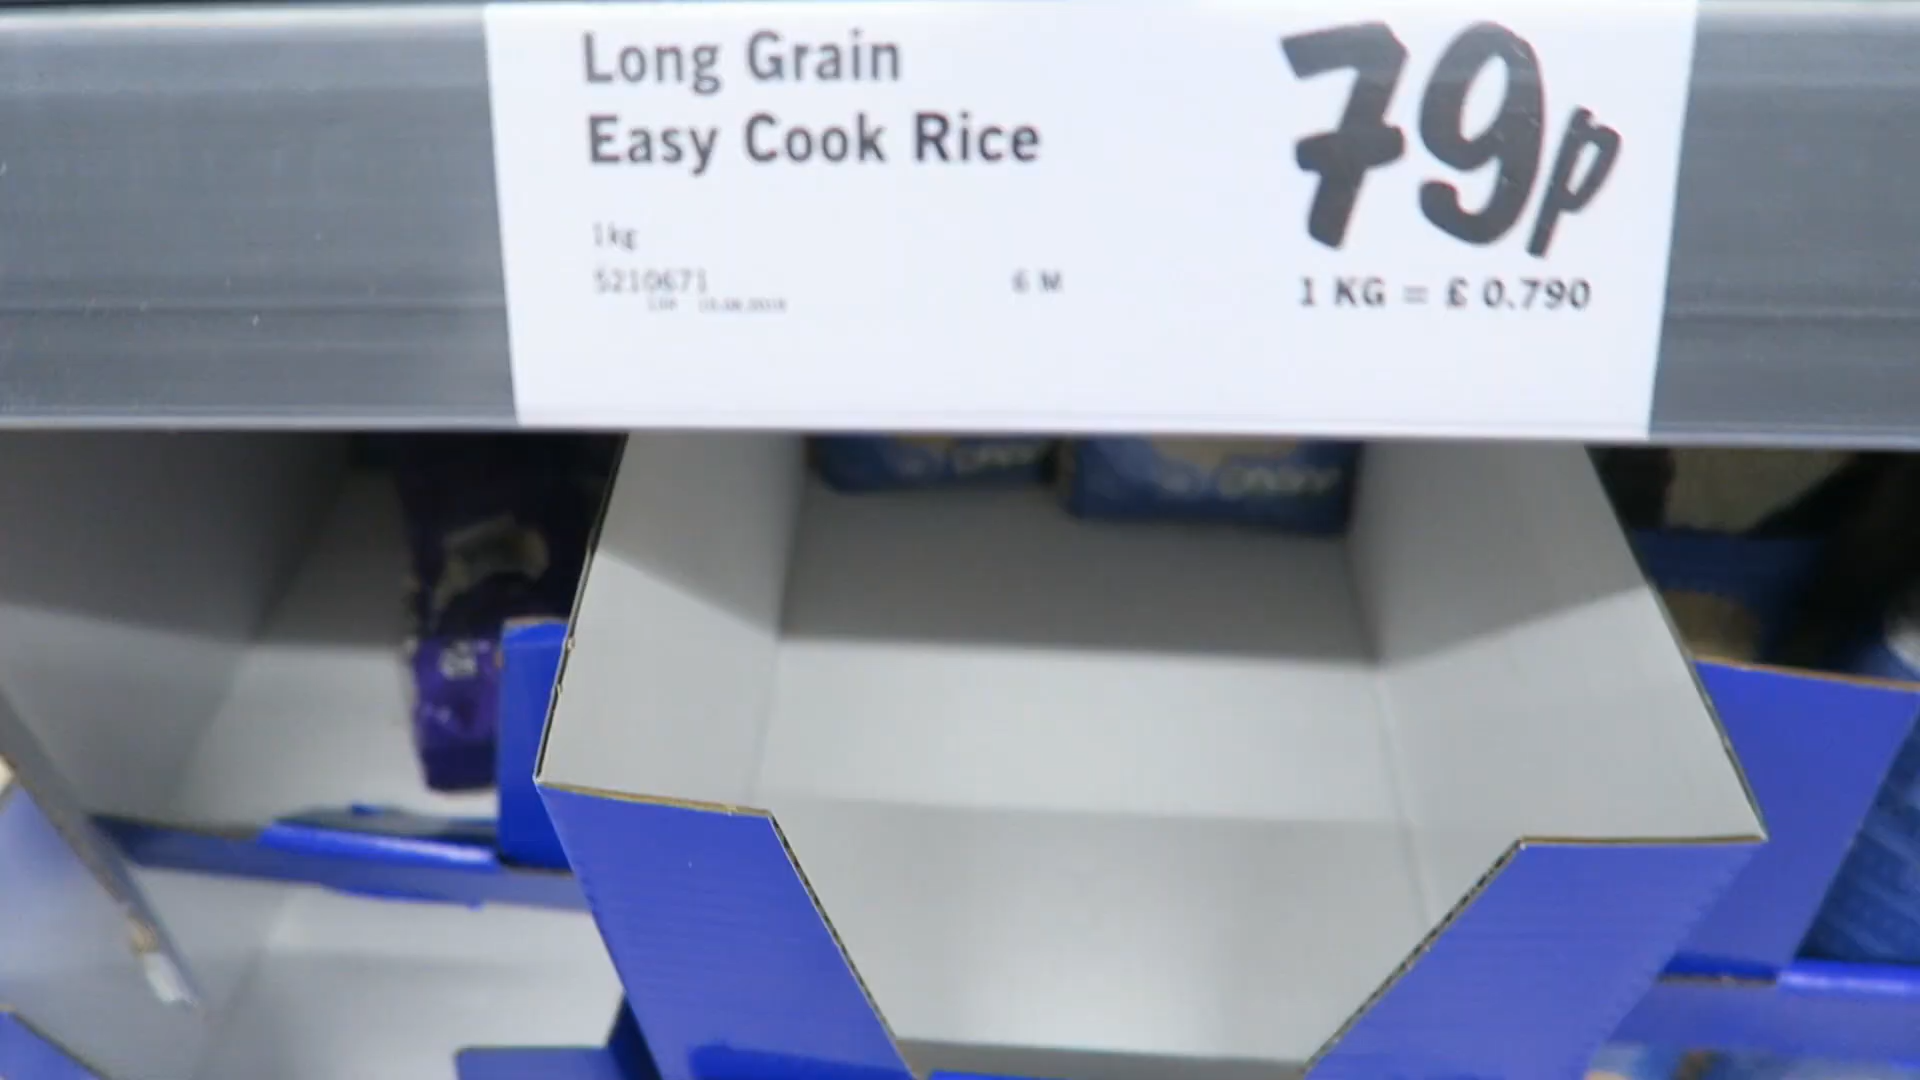 Long Grain
Easy Cook Rice
79p
1kg
5210671
6 M
1 KG = £ 0.790